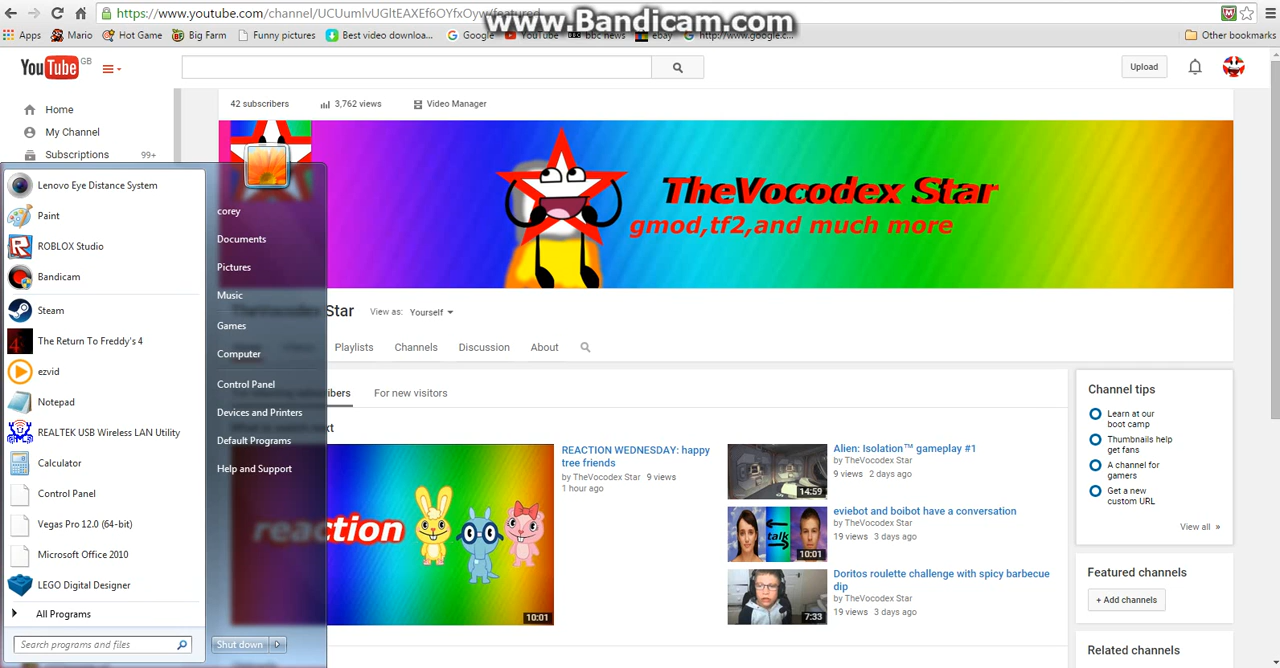 https://www.youtube.com/channel/UCUumlvUGltEAXEf6OYfxOyw/featured
www.Bandicam.com
Apps Mario Hot Game Big Farm Funny pictures Best video downloa... Google YouTube bbc news ebay http://www.google.c... Other bookmarks
YouTube GB
Upload
Home
My Channel
Subscriptions 99+
42 subscribers 3,762 views Video Manager
TheVocodex Star
gmod,tf2,and much more
Star View as: Yourself
Playlists Channels Discussion About
For new visitors
reaction
10:01
REACTION WEDNESDAY: happy
tree friends
by TheVocodex Star 9 views
1 hour ago
14:59
Alien: Isolation™ gameplay #1
by TheVocodex Star
9 views 2 days ago
talk
10:01
eviebot and boibot have a conversation
by TheVocodex Star
19 views 3 days ago
7:33
Doritos roulette challenge with spicy barbecue
dip
by TheVocodex Star
19 views 3 days ago
Channel tips
Learn at our
boot camp
Thumbnails help
get fans
A channel for
gamers
Get a new
custom URL
View all »
Featured channels
+ Add channels
Related channels
Lenovo Eye Distance System
Paint
ROBLOX Studio
Bandicam
Steam
The Return To Freddy's 4
ezvid
Notepad
REALTEK USB Wireless LAN Utility
Calculator
Control Panel
Vegas Pro 12.0 (64-bit)
Microsoft Office 2010
LEGO Digital Designer
All Programs
Search programs and files
corey
Documents
Pictures
Music
Games
Computer
Control Panel
Devices and Printers
Default Programs
Help and Support
Shut down